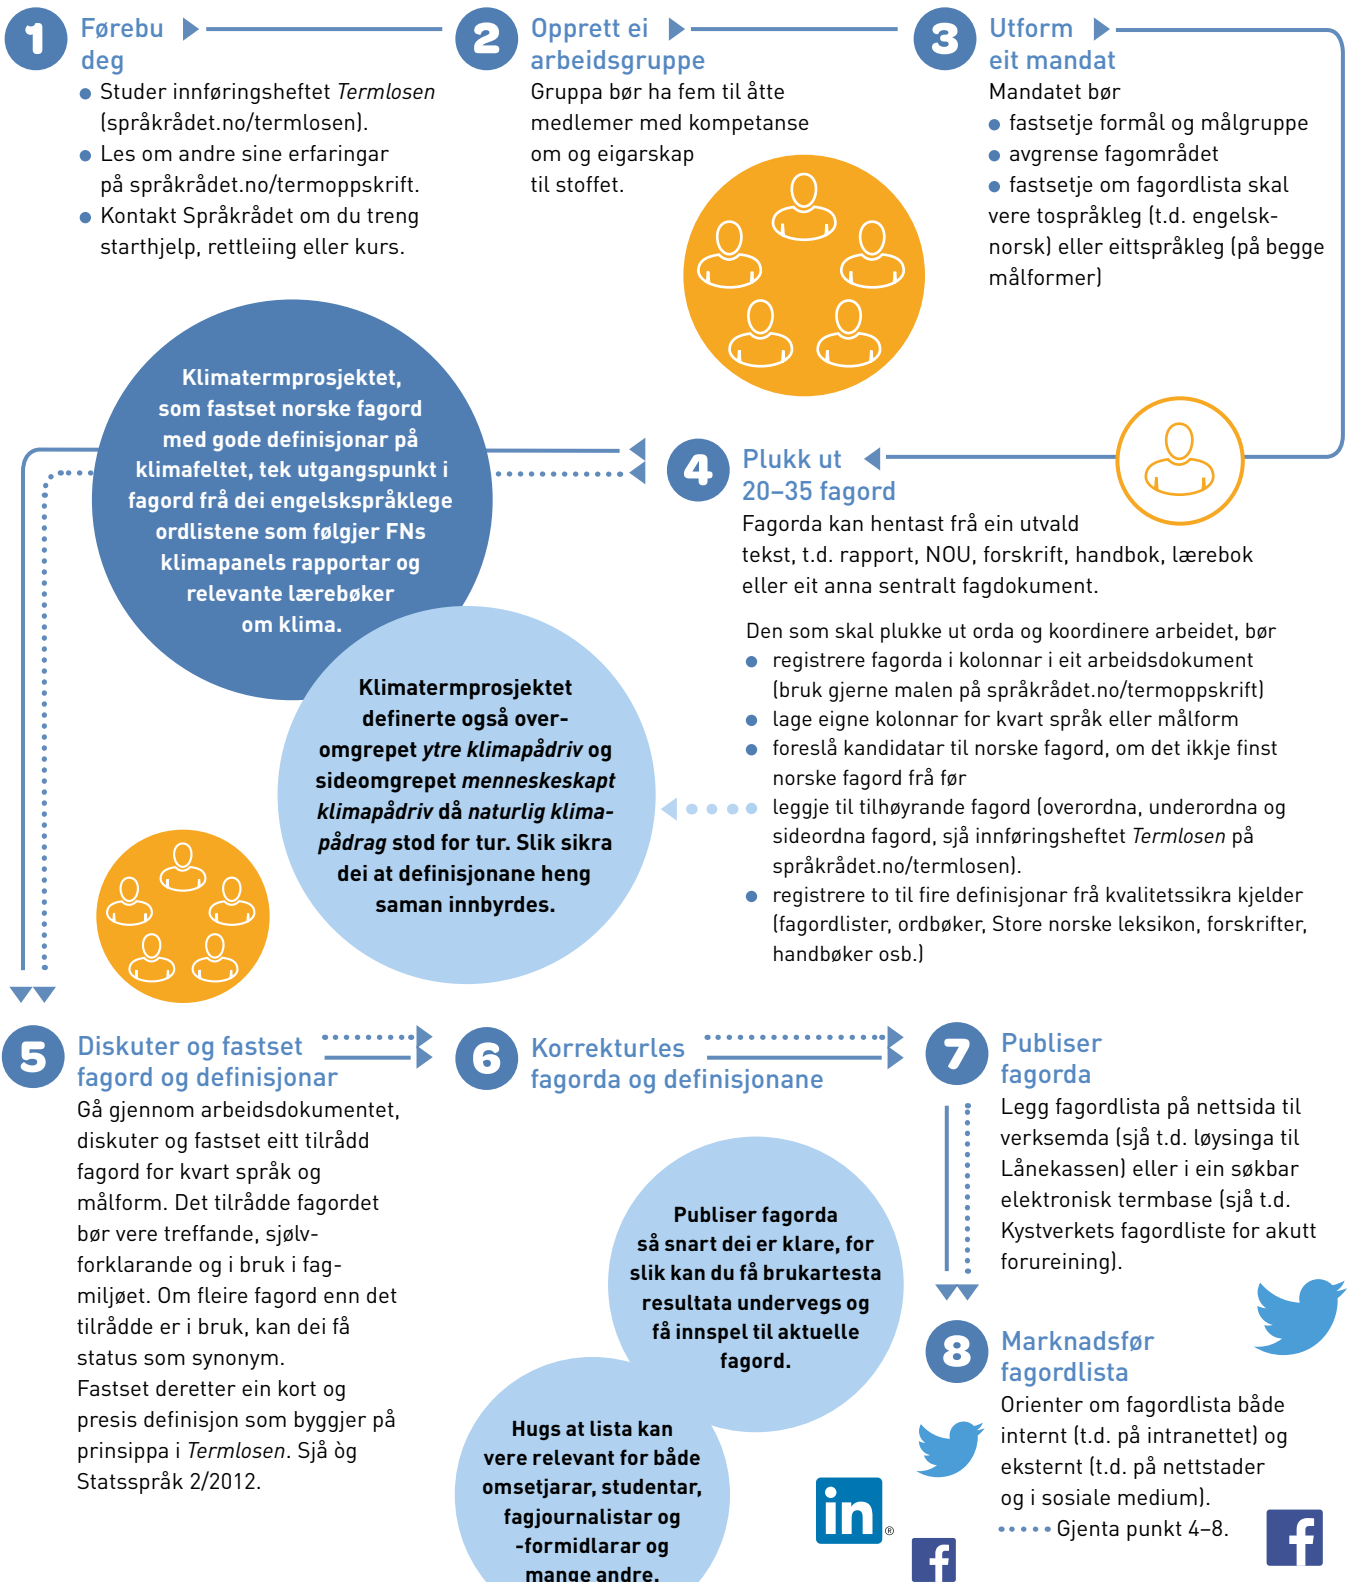 1
Førebu
deg
• Studer innføringsheftet Termlosen
(språkrådet.no/termlosen).
• Les om andre sine erfaringar
på språkrådet.no/termoppskrift.
• Kontakt Språkrådet om du treng
starthjelp, rettleiing eller kurs.
2
Opprett ei
arbeidsgruppe
Gruppa bør ha fem til åtte
medlemer med kompetanse
om og eigarskap
til stoffet.
3
Utform
eit mandat
Mandatet bør
• fastsetje formål og målgruppe
• avgrense fagområdet
• fastsetje om fagordlista skal
vere tospråkleg (t.d. engelsk-
norsk) eller eittspråkleg (på begge
målformer)
Klimatermprosjektet,
som fastset norske fagord
med gode definisjonar på
klimafeltet, tek utgangspunkt i
fagord frå dei engelskspråklege
ordlistene som følgjer FNs
klimapanels rapportar og
relevante lærebøker
om klima.
4
Plukk ut
20–35 fagord
Fagorda kan hentast frå ein utvald
tekst, t.d. rapport, NOU, forskrift, handbok, lærebok
eller eit anna sentralt fagdokument.
Den som skal plukke ut orda og koordinere arbeidet, bør
• registrere fagorda i kolonnar i eit arbeidsdokument
(bruk gjerne malen på språkrådet.no/termoppskrift)
• lage eigne kolonnar for kvart språk eller målform
• foreslå kandidatar til norske fagord, om det ikkje finst
norske fagord frå før
leggje til tilhøyrande fagord (overordna, underordna og
sideordna fagord, sjå innføringsheftet Termlosen på
språkrådet.no/termlosen).
• registrere to til fire definisjonar frå kvalitetssikra kjelder
(fagordlister, ordbøker, Store norske leksikon, forskrifter,
handbøker osb.)
Klimatermprosjektet
definerte også over-
omgrepet ytre klimapådriv og
sideomgrepet menneskeskapt
klimapådriv då naturlig klima-
pådrag stod for tur. Slik sikra
dei at definisjonane heng
saman innbyrdes.
5
Diskuter og fastset
fagord og definisjonar
Gå gjennom arbeidsdokumentet,
diskuter og fastset eitt tilrådd
fagord for kvart språk og
målform. Det tilrådde fagordet
bør vere treffande, sjølv-
forklarande og i bruk i fag-
miljøet. Om fleire fagord enn det
tilrådde er i bruk, kan dei få
status som synonym.
Fastset deretter ein kort og
presis definisjon som byggjer på
prinsippa i Termlosen. Sjå òg
Statsspråk 2/2012.
6
Korrekturles
fagorda og definisjonane
Publiser fagorda
så snart dei er klare, for
slik kan du få brukartesta
resultata undervegs og
få innspel til aktuelle
fagord.
Hugs at lista kan
vere relevant for både
omsetjarar, studentar,
fagjournalistar og
-formidlarar og
mange andre.
7
Publiser
fagorda
Legg fagordlista på nettsida til
verksemda (sjå t.d. løysinga til
Lånekassen) eller i ein søkbar
elektronisk termbase (sjå t.d.
Kystverkets fagordliste for akutt
forureining).
8
Marknadsfør
fagordlista
Orienter om fagordlista både
internt (t.d. på intranettet) og
eksternt (t.d. på nettstader
og i sosiale medium).
Gjenta punkt 4–8.
in®
f
f